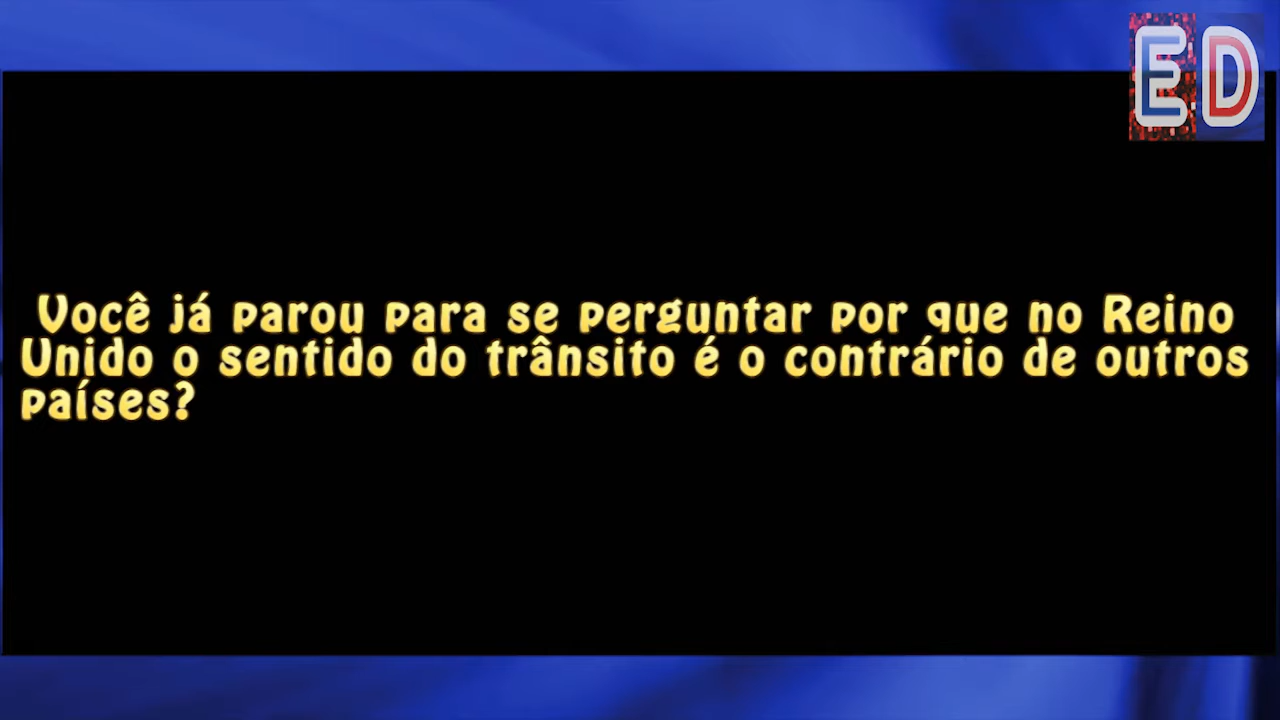 ED
Você já parou para se perguntar por que no Reino
Unido o sentido do trânsito é o contrário de outros
países?